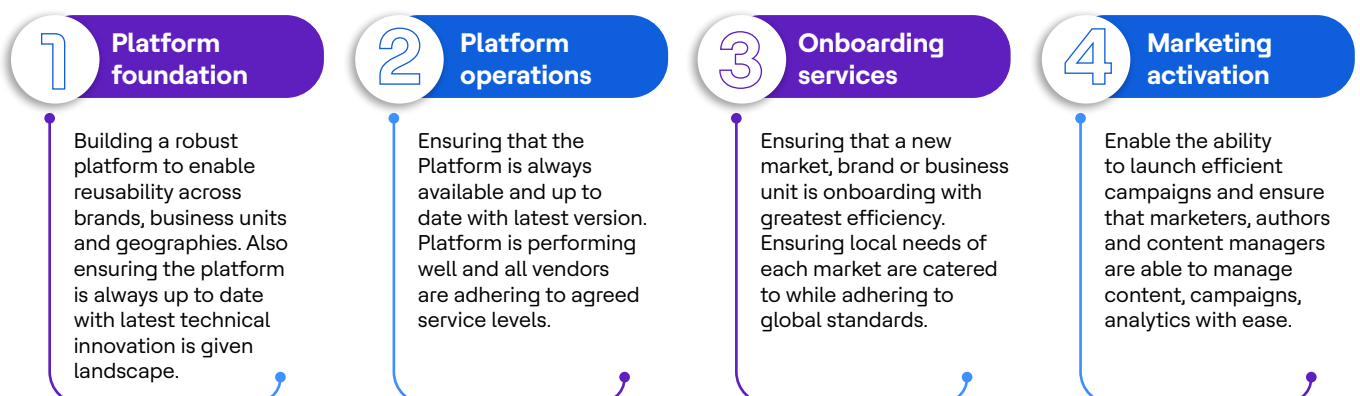 1
Platform
foundation
Building a robust
platform to enable
reusability across
brands, business units
and geographies. Also
ensuring the platform
is always up to date
with latest technical
innovation is given
landscape.
2
Platform
operations
Ensuring that the
Platform is always
available and up to
date with latest version.
Platform is performing
well and all vendors
are adhering to agreed
service levels.
3
Onboarding
services
Ensuring that a new
market, brand or business
unit is onboarding with
greatest efficiency.
Ensuring local needs of
each market are catered
to while adhering to
global standards.
4
Marketing
activation
Enable the ability
to launch efficient
campaigns and ensure
that marketers, authors
and content managers
are able to manage
content, campaigns,
analytics with ease.